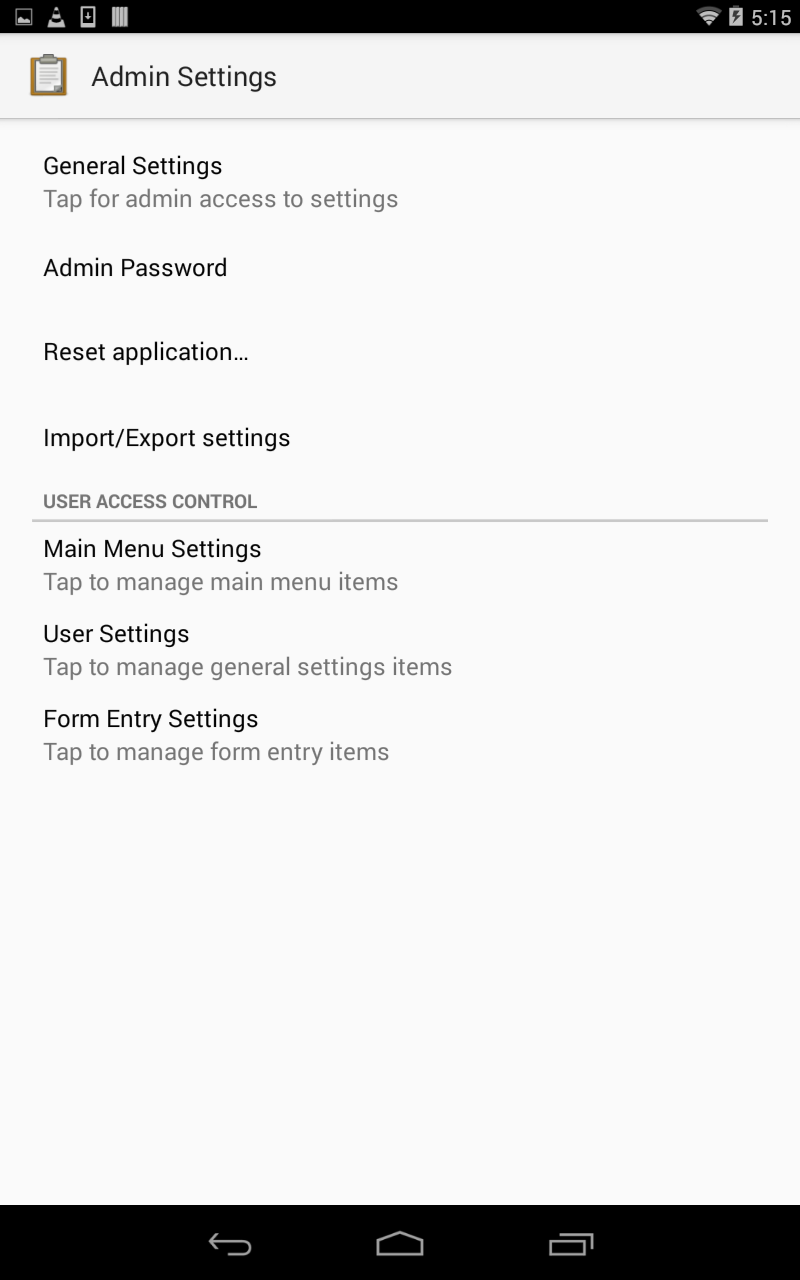 5:15
Admin Settings
General Settings
Tap for admin access to settings
Admin Password
Reset application...
Import/Export settings
USER ACCESS CONTROL
Main Menu Settings
Tap to manage main menu items
User Settings
Tap to manage general settings items
Form Entry Settings
Tap to manage form entry items